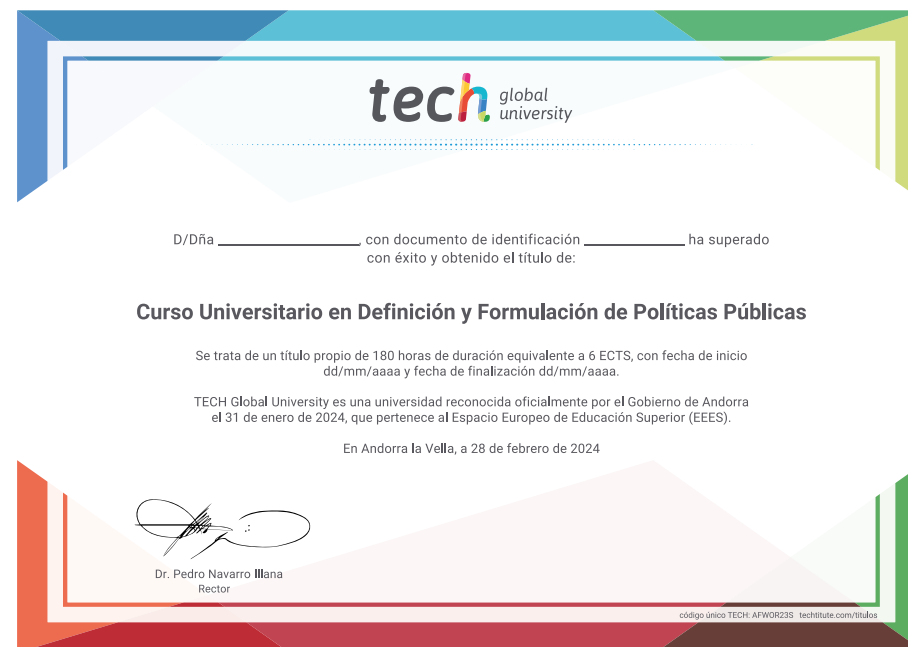 tech global university
D/Dña ____________________, con documento de identificación ______________ ha superado
con éxito y obtenido el título de:
Curso Universitario en Definición y Formulación de Políticas Públicas
Se trata de un título propio de 180 horas de duración equivalente a 6 ECTS, con fecha de inicio
dd/mm/aaaa y fecha de finalización dd/mm/aaaa.
TECH Global University es una universidad reconocida oficialmente por el Gobierno de Andorra
el 31 de enero de 2024, que pertenece al Espacio Europeo de Educación Superior (EEES).
En Andorra la Vella, a 28 de febrero de 2024
Dr. Pedro Navarro Illana
Rector
código único TECH: AFWOR23S techtitute.com/titulos